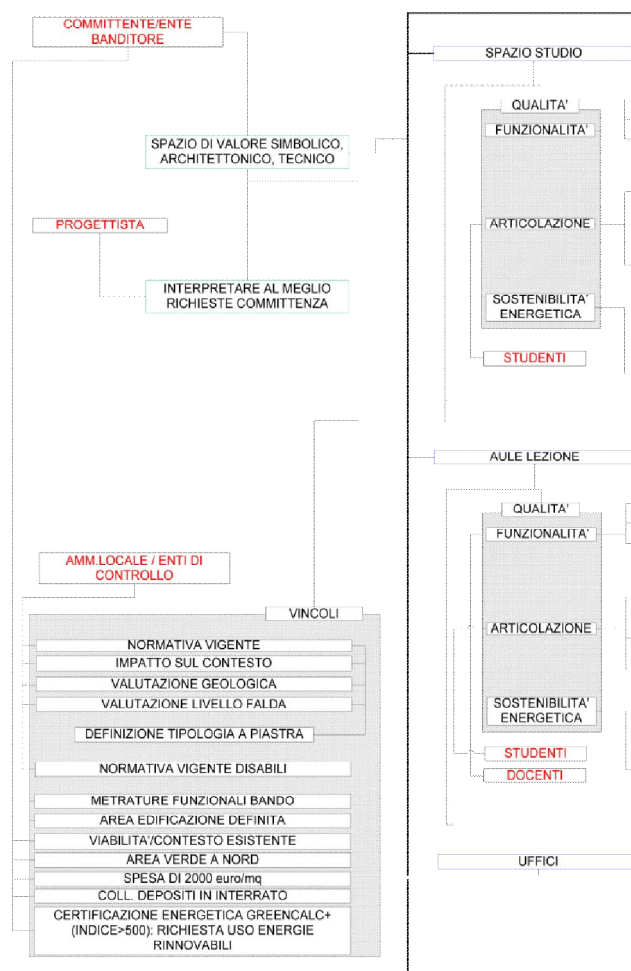 COMMITTENTE/ENTE
BANDITORE
SPAZIO DI VALORE SIMBOLICO,
ARCHITETTONICO, TECNICO
PROGETTISTA
INTERPRETARE AL MEGLIO
RICHIESTE COMMITTENZA
AMM.LOCALE / ENTI DI
CONTROLLO
VINCOLI
NORMATIVA VIGENTE
IMPATTO SUL CONTESTO
VALUTAZIONE GEOLOGICA
VALUTAZIONE LIVELLO FALDA
DEFINIZIONE TIPOLOGIA A PIASTRA
NORMATIVA VIGENTE DISABILI
METRATURE FUNZIONALI BANDO
AREA EDIFICAZIONE DEFINITA
VIABILITA'/CONTESTO ESISTENTE
AREA VERDE A NORD
SPESA DI 2000 euro/mq
COLL. DEPOSITI IN INTERRATO
CERTIFICAZIONE ENERGETICA GREENCALC+
(INDICE>500): RICHIESTA USO ENERGIE
RINNOVABILI
SPAZIO STUDIO
QUALITA'
FUNZIONALITA'
ARTICOLAZIONE
SOSTENIBILITA'
ENERGETICA
STUDENTI
AULE LEZIONE
QUALITA'
FUNZIONALITA'
ARTICOLAZIONE
SOSTENIBILITA'
ENERGETICA
STUDENTI
DOCENTI
UFFICI